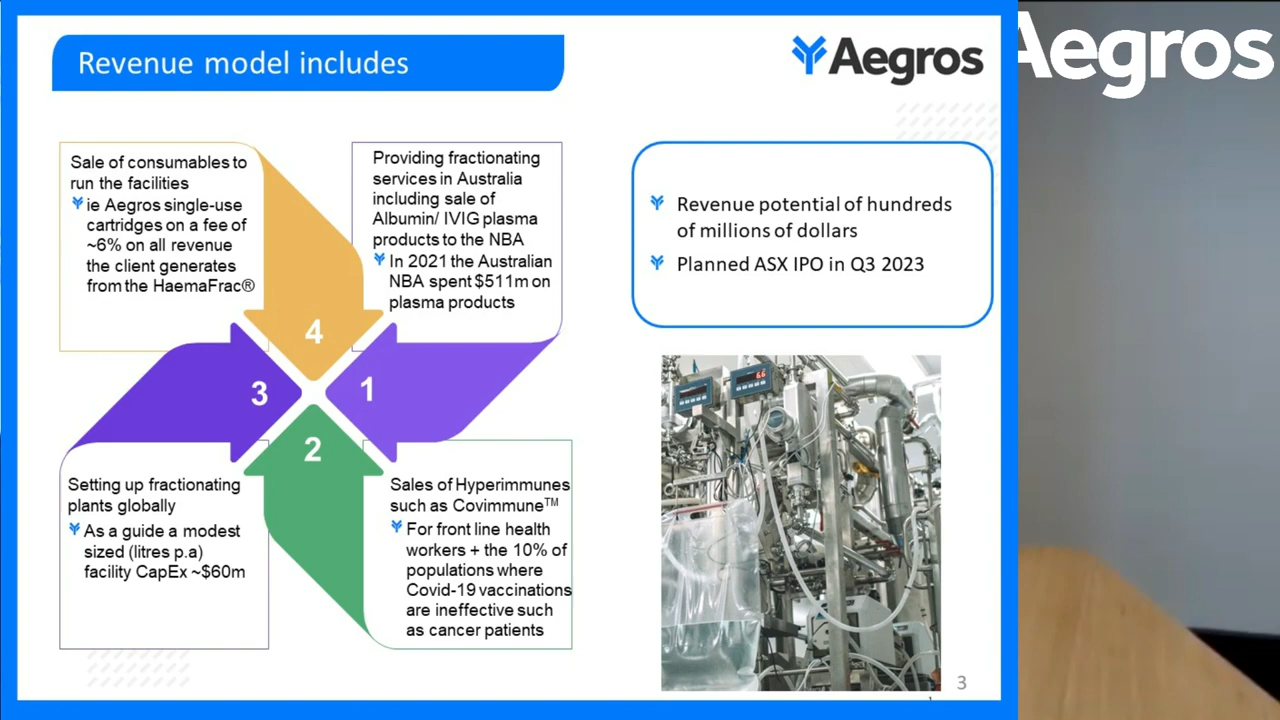 Revenue model includes
Aegros
Aegros
Sale of consumables to
run the facilities
ie Aegros single-use
cartridges on a fee of
~6% on all revenue
the client generates
from the HaemaFrac®
Providing fractionating
services in Australia
including sale of
Albumin/ IVIG plasma
products to the NBA
In 2021 the Australian
NBA spent $511m on
plasma products
Revenue potential of hundreds
of millions of dollars
Planned ASX IPO in Q3 2023
4
3
1
2
Setting up fractionating
plants globally
As a guide a modest
sized (litres p.a)
facility CapEx ~$60m
Sales of Hyperimmunes
such as Covimmune™
For front line health
workers + the 10% of
populations where
Covid-19 vaccinations
are ineffective such
as cancer patients
6.6
3